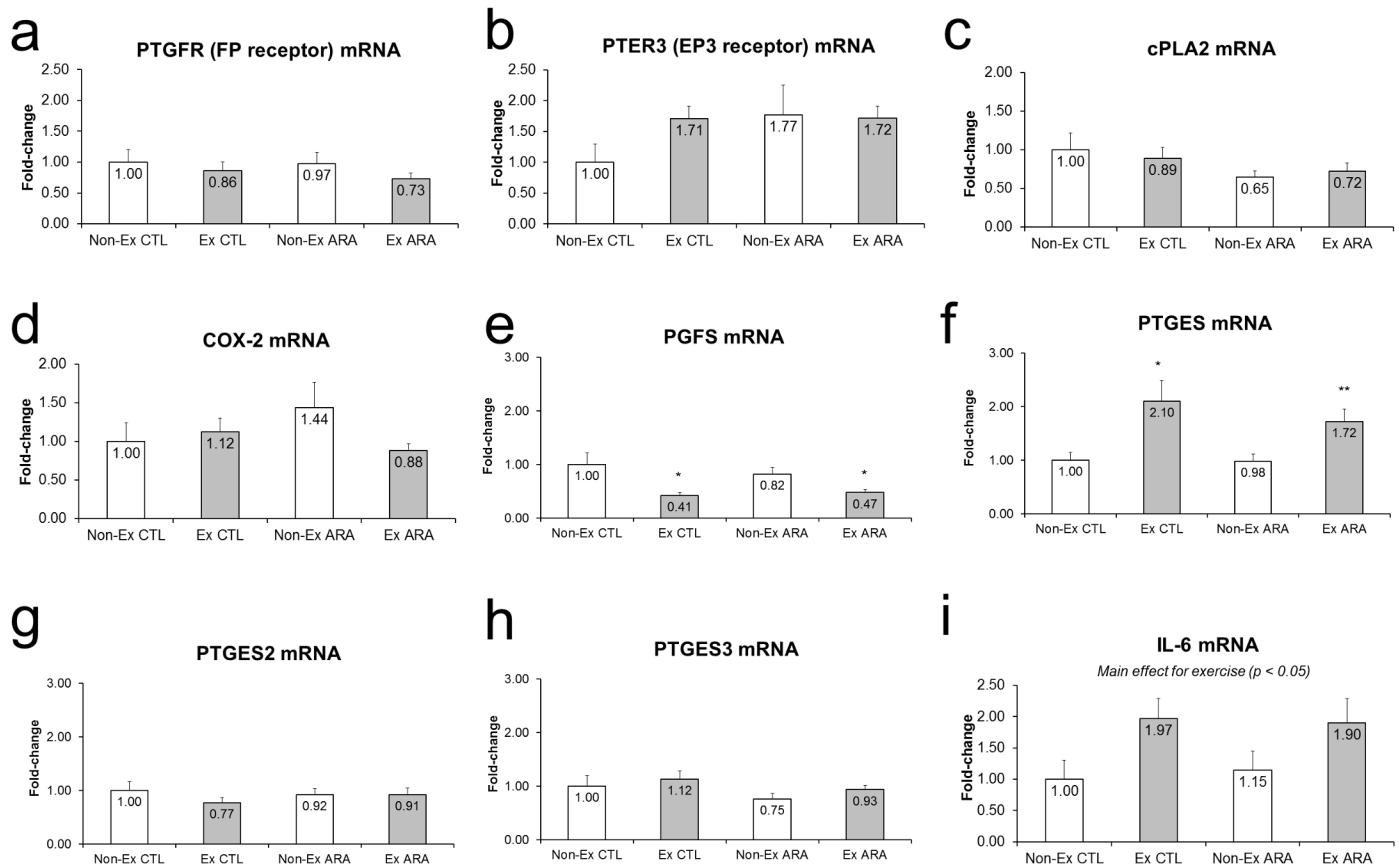 a
PTGFR (FP receptor) mRNA
Fold-change
2.50
2.00
1.50
1.00
0.50
0.00
1.00
0.86
0.97
0.73
Non-Ex CTL Ex CTL Non-Ex ARA Ex ARA
b
PTER3 (EP3 receptor) mRNA
Fold-change
2.50
2.00
1.50
1.00
0.50
0.00
1.00
1.71
1.77
1.72
Non-Ex CTL Ex CTL Non-Ex ARA Ex ARA
c
cPLA2 mRNA
Fold-change
2.00
1.50
1.00
0.50
0.00
1.00
0.89
0.65
0.72
Non-Ex CTL Ex CTL Non-Ex ARA Ex ARA
d
COX-2 mRNA
Fold-change
2.00
1.50
1.00
0.50
0.00
1.00
1.12
1.44
0.88
Non-Ex CTL Ex CTL Non-Ex ARA Ex ARA
e
PGFS mRNA
Fold-change
3.00
2.00
1.00
0.00
1.00
*
0.41
0.82
*
0.47
Non-Ex CTL Ex CTL Non-Ex ARA Ex ARA
f
PTGES mRNA
Fold-change
3.00
2.00
1.00
0.00
1.00
*
2.10
0.98
**
1.72
Non-Ex CTL Ex CTL Non-Ex ARA Ex ARA
g
PTGES2 mRNA
Fold-change
3.00
2.00
1.00
0.00
1.00
0.77
0.92
0.91
Non-Ex CTL Ex CTL Non-Ex ARA Ex ARA
h
PTGES3 mRNA
Fold-change
3.00
2.00
1.00
0.00
1.00
1.12
0.75
0.93
Non-Ex CTL Ex CTL Non-Ex ARA Ex ARA
i
IL-6 mRNA
Main effect for exercise (p < 0.05)
Fold-change
2.50
2.00
1.50
1.00
0.50
0.00
1.00
1.97
1.15
1.90
Non-Ex CTL Ex CTL Non-Ex ARA Ex ARA